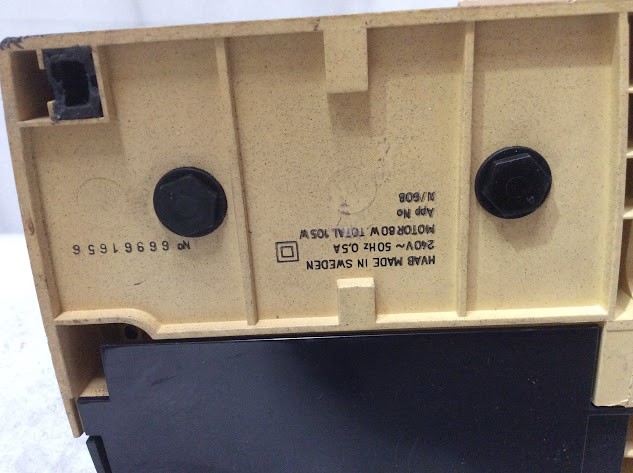 HVAB MADE IN SWEDEN
240V ~ 50Hz 0,5A
MOTOR 80W TOTAL 105W
App No
N/608
No 66961656